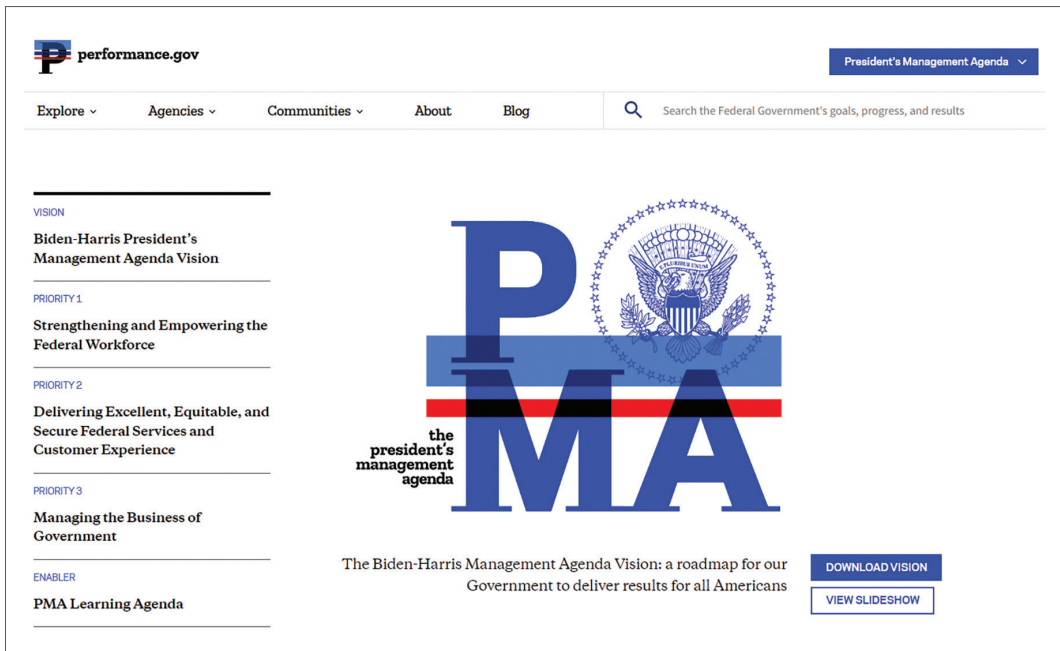 P performance.gov
President's Management Agenda
Explore
Agencies
Communities
About
Blog
Search the Federal Government's goals, progress, and results
VISION
Biden-Harris President's
Management Agenda Vision
PRIORITY 1
Strengthening and Empowering the
Federal Workforce
PRIORITY 2
Delivering Excellent, Equitable, and
Secure Federal Services and
Customer Experience
PRIORITY 3
Managing the Business of
Government
ENABLER
PMA Learning Agenda
P
E PLURIBUS UNUM
MA
the
president's
management
agenda
The Biden-Harris Management Agenda Vision: a roadmap for our
Government to deliver results for all Americans
DOWNLOAD VISION
VIEW SLIDESHOW